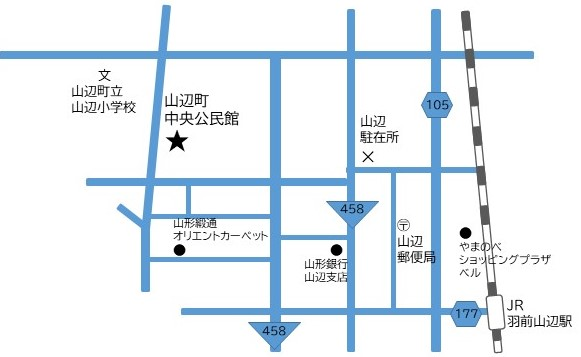 文
山辺町立
山辺小学校
山辺町
中央公民館
105
山辺
駐在所
458
山形緞通
オリエントカーペット
山形銀行
山辺支店
〒
山辺
郵便局
やまのべ
ショッピングプラザ
ベル
177
JR
羽前山辺駅
458